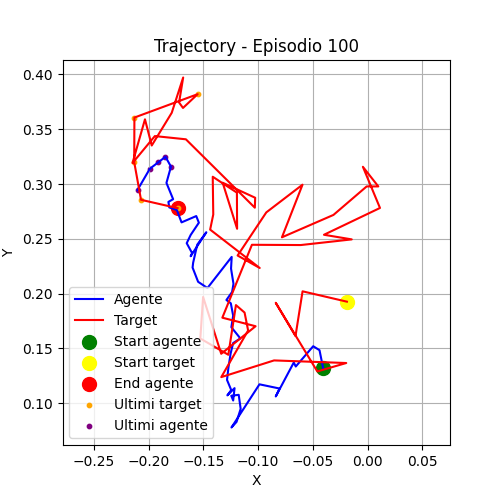 Trajectory - Episodio 100
Y
0.40
0.35
0.30
0.25
0.20
0.15
0.10
Agente
Target
Start agente
Start target
End agente
Ultimi target
Ultimi agente
−0.25 −0.20 −0.15 −0.10 −0.05 0.00 0.05
X